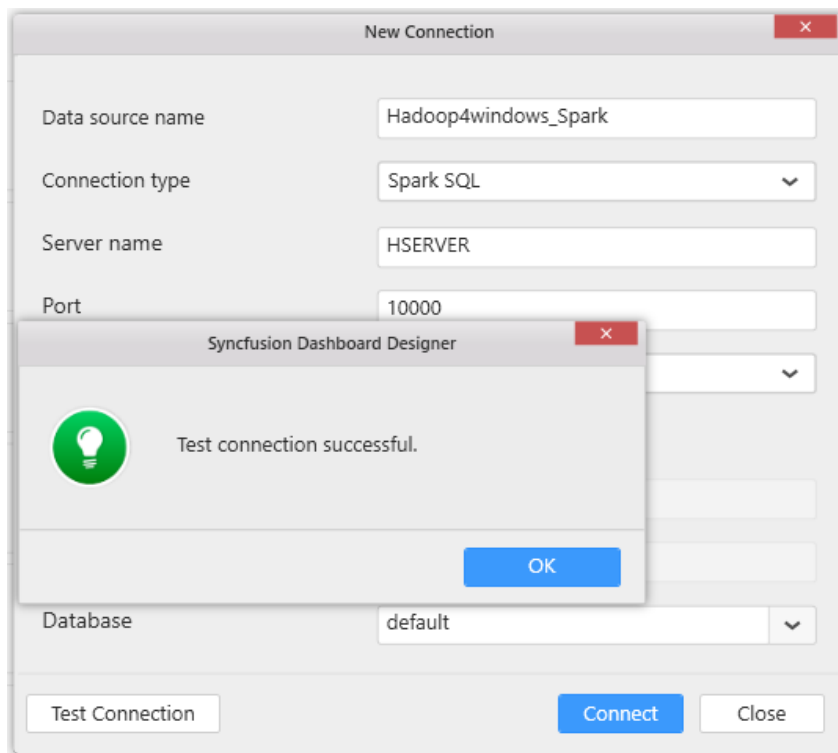 New Connection
Data source name
Hadoop4windows_Spark
Connection type
Spark SQL
Server name
HSERVER
Port
10000
Syncfusion Dashboard Designer
Test connection successful.
OK
Database
default
Test Connection
Connect
Close